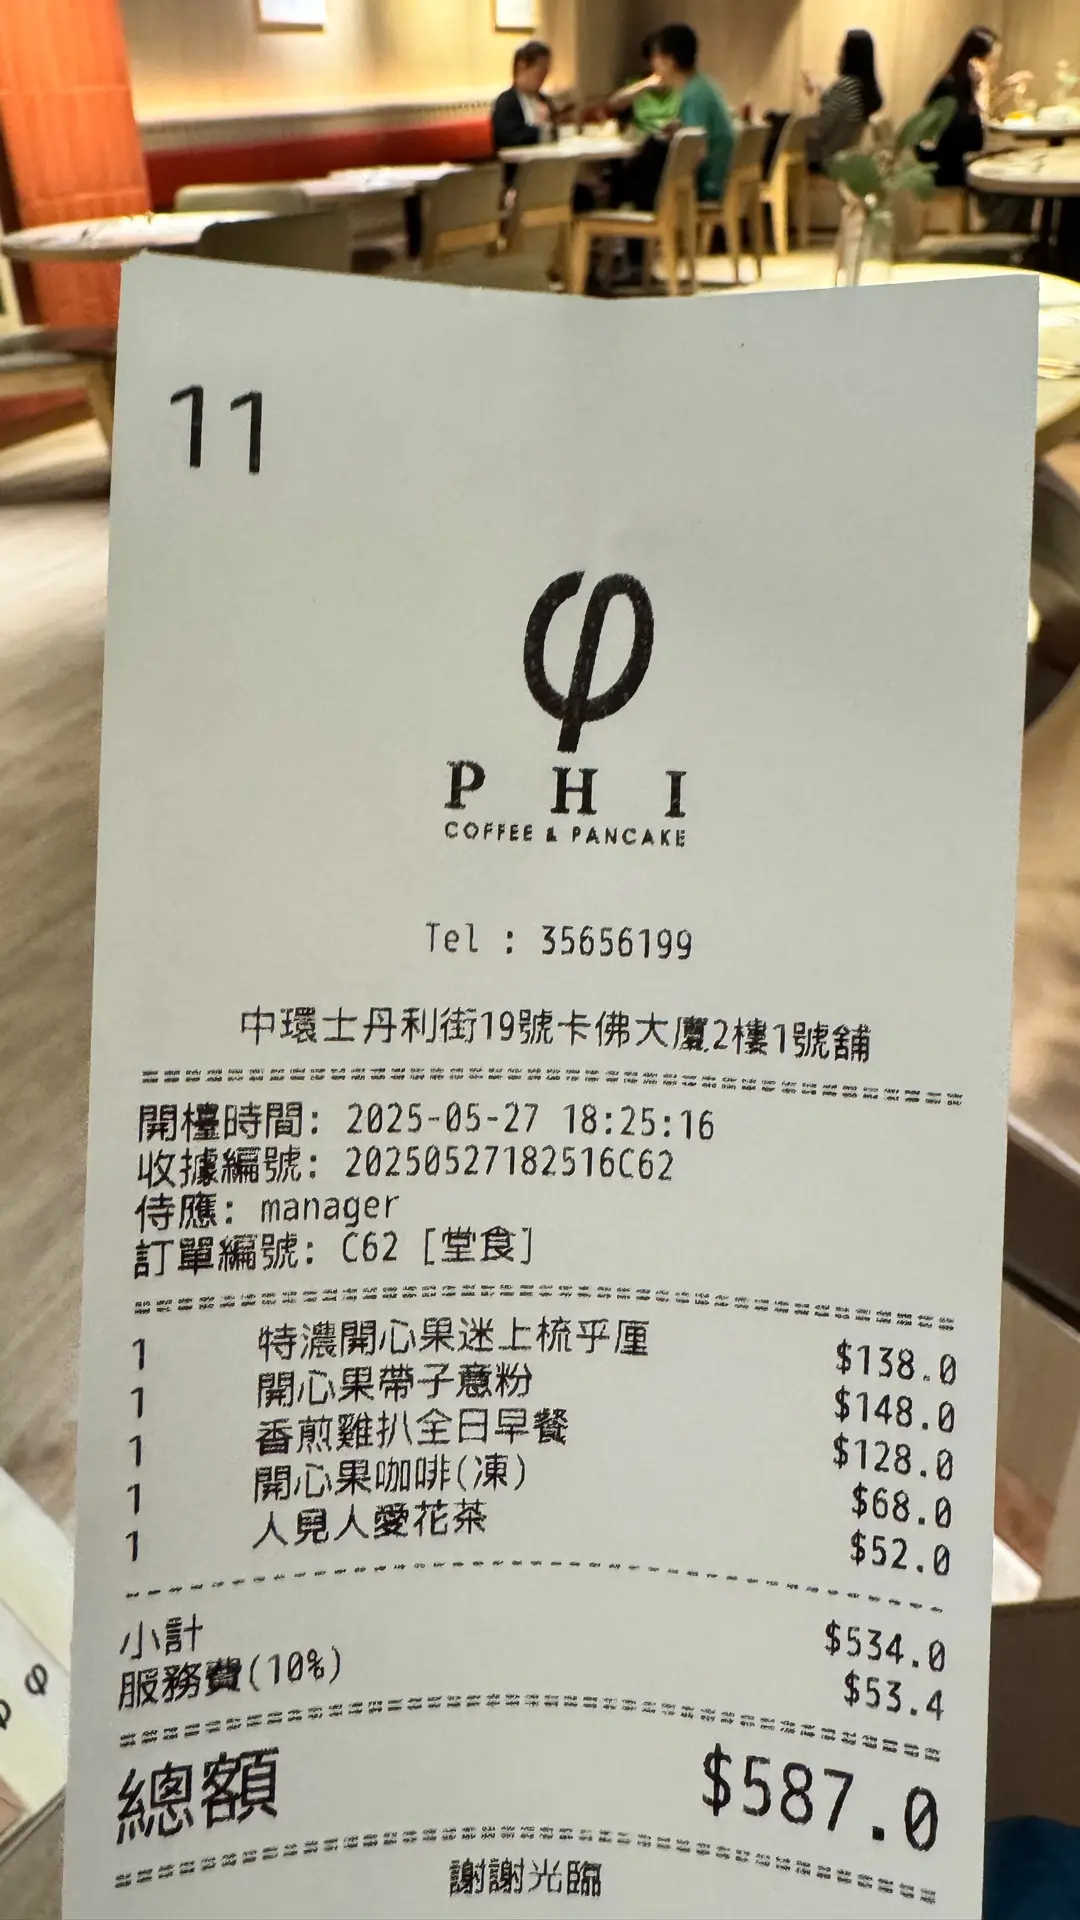 11
φ
PHI
COFFEE & PANCAKE
Tel : 35656199
中環士丹利街19號卡佛大廈2樓1號舖
開檯時間: 2025-05-27 18:25:16
收據編號: 20250527182516C62
侍應: manager
訂單編號: C62 [堂食]
1 特濃開心果迷上梳乎厘 $138.0
1 開心果帶子意粉 $148.0
1 香煎雞扒全日早餐 $128.0
1 開心果咖啡(凍) $68.0
1 人見人愛花茶 $52.0
小計 $534.0
服務費(10%) $53.4
總額 $587.0
謝謝光臨
φ